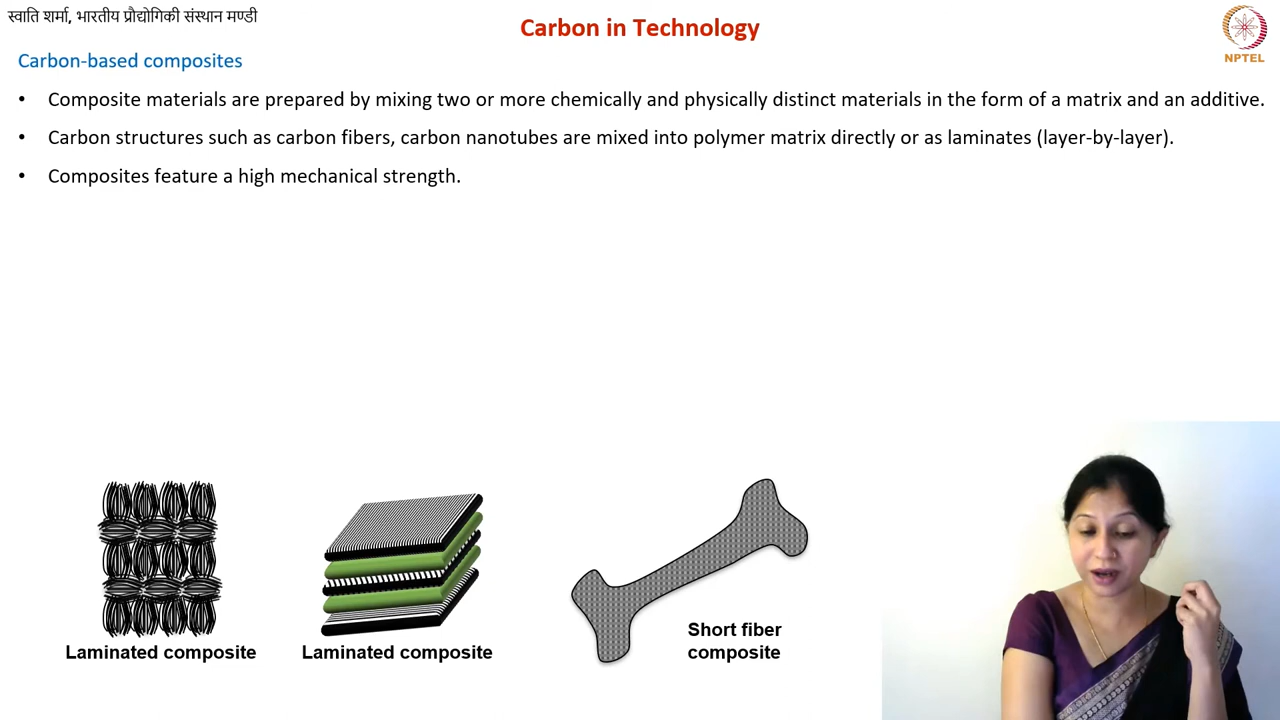 स्वाति शर्मा, भारतीय प्रौद्योगिकी संस्थान मण्डी
Carbon in Technology
NPTEL
Carbon-based composites
• Composite materials are prepared by mixing two or more chemically and physically distinct materials in the form of a matrix and an additive.
• Carbon structures such as carbon fibers, carbon nanotubes are mixed into polymer matrix directly or as laminates (layer-by-layer).
• Composites feature a high mechanical strength.
Laminated composite
Laminated composite
Short fiber
composite